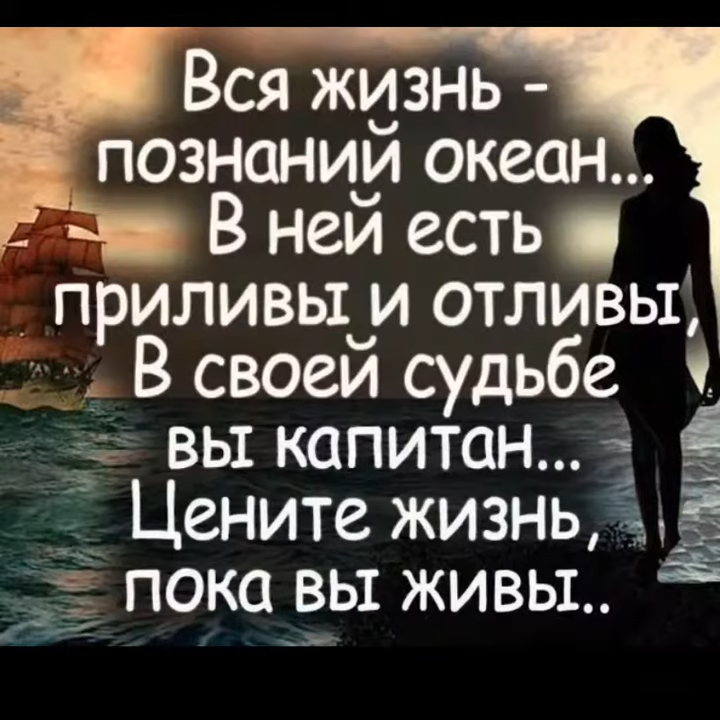 Вся жизнь -
познаний океан...
В ней есть
приливы и отливы,
В своей судьбе
вы капитан...
Цените жизнь,
пока вы живы..